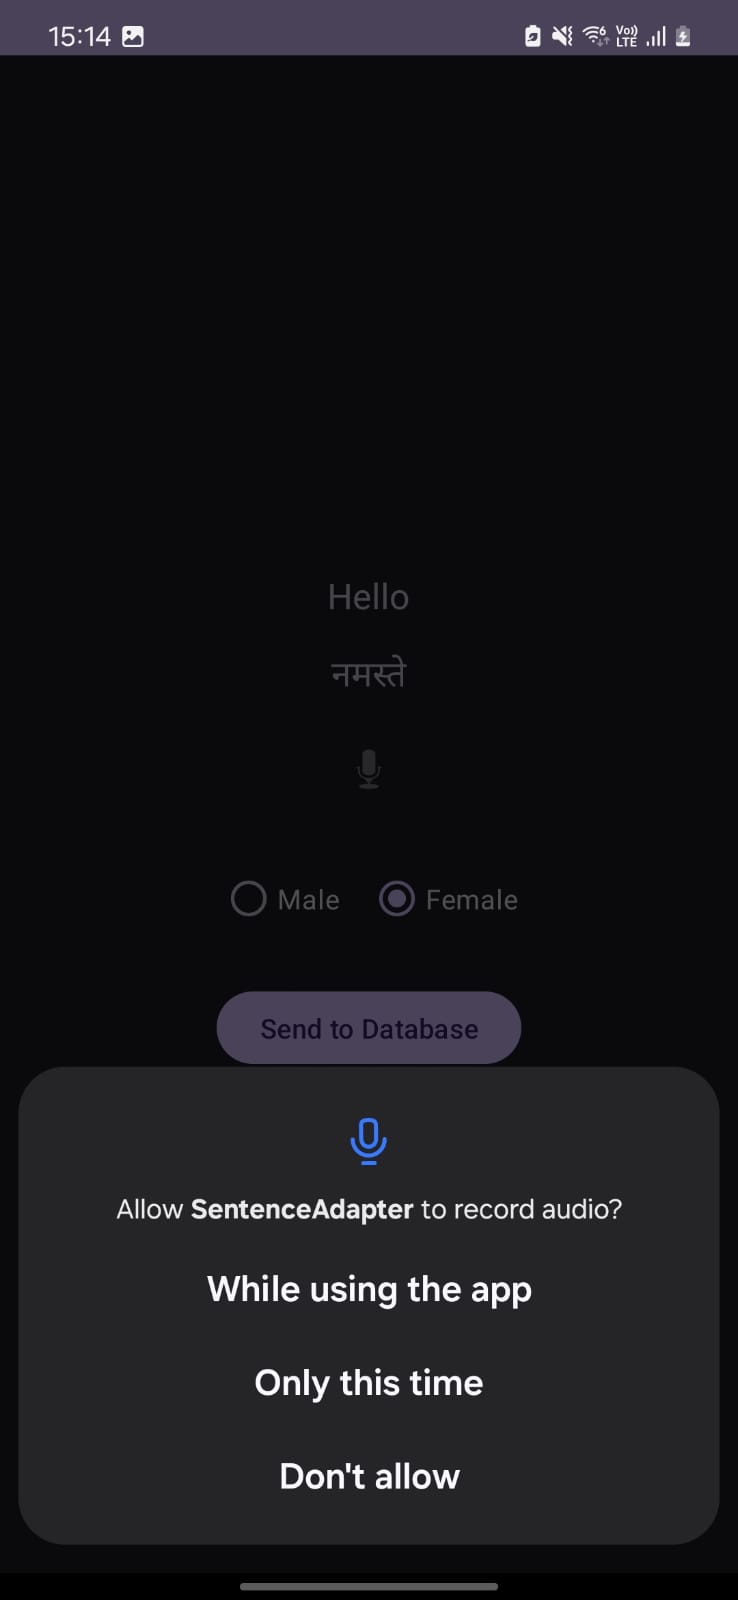 15:14
Vo)) LTE
Hello
नमस्ते
Male Female
Send to Database
Allow SentenceAdapter to record audio?
While using the app
Only this time
Don't allow